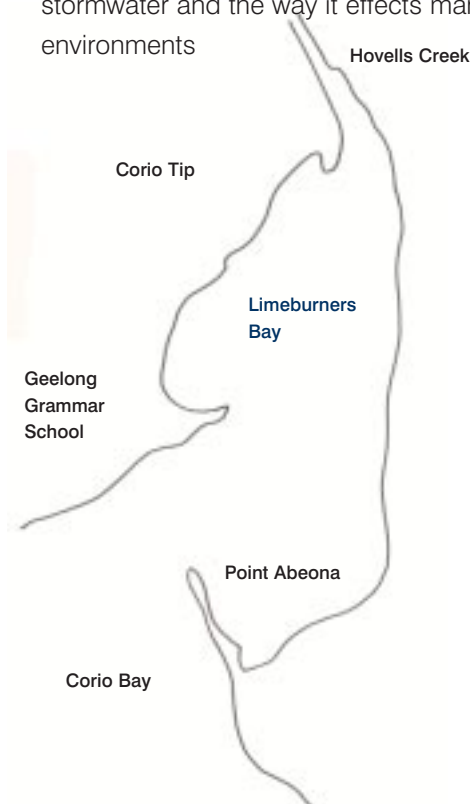 stormwater and the way it effects mar
environments
Hovells Creek
Corio Tip
Limeburners
Bay
Geelong
Grammar
School
Point Abeona
Corio Bay